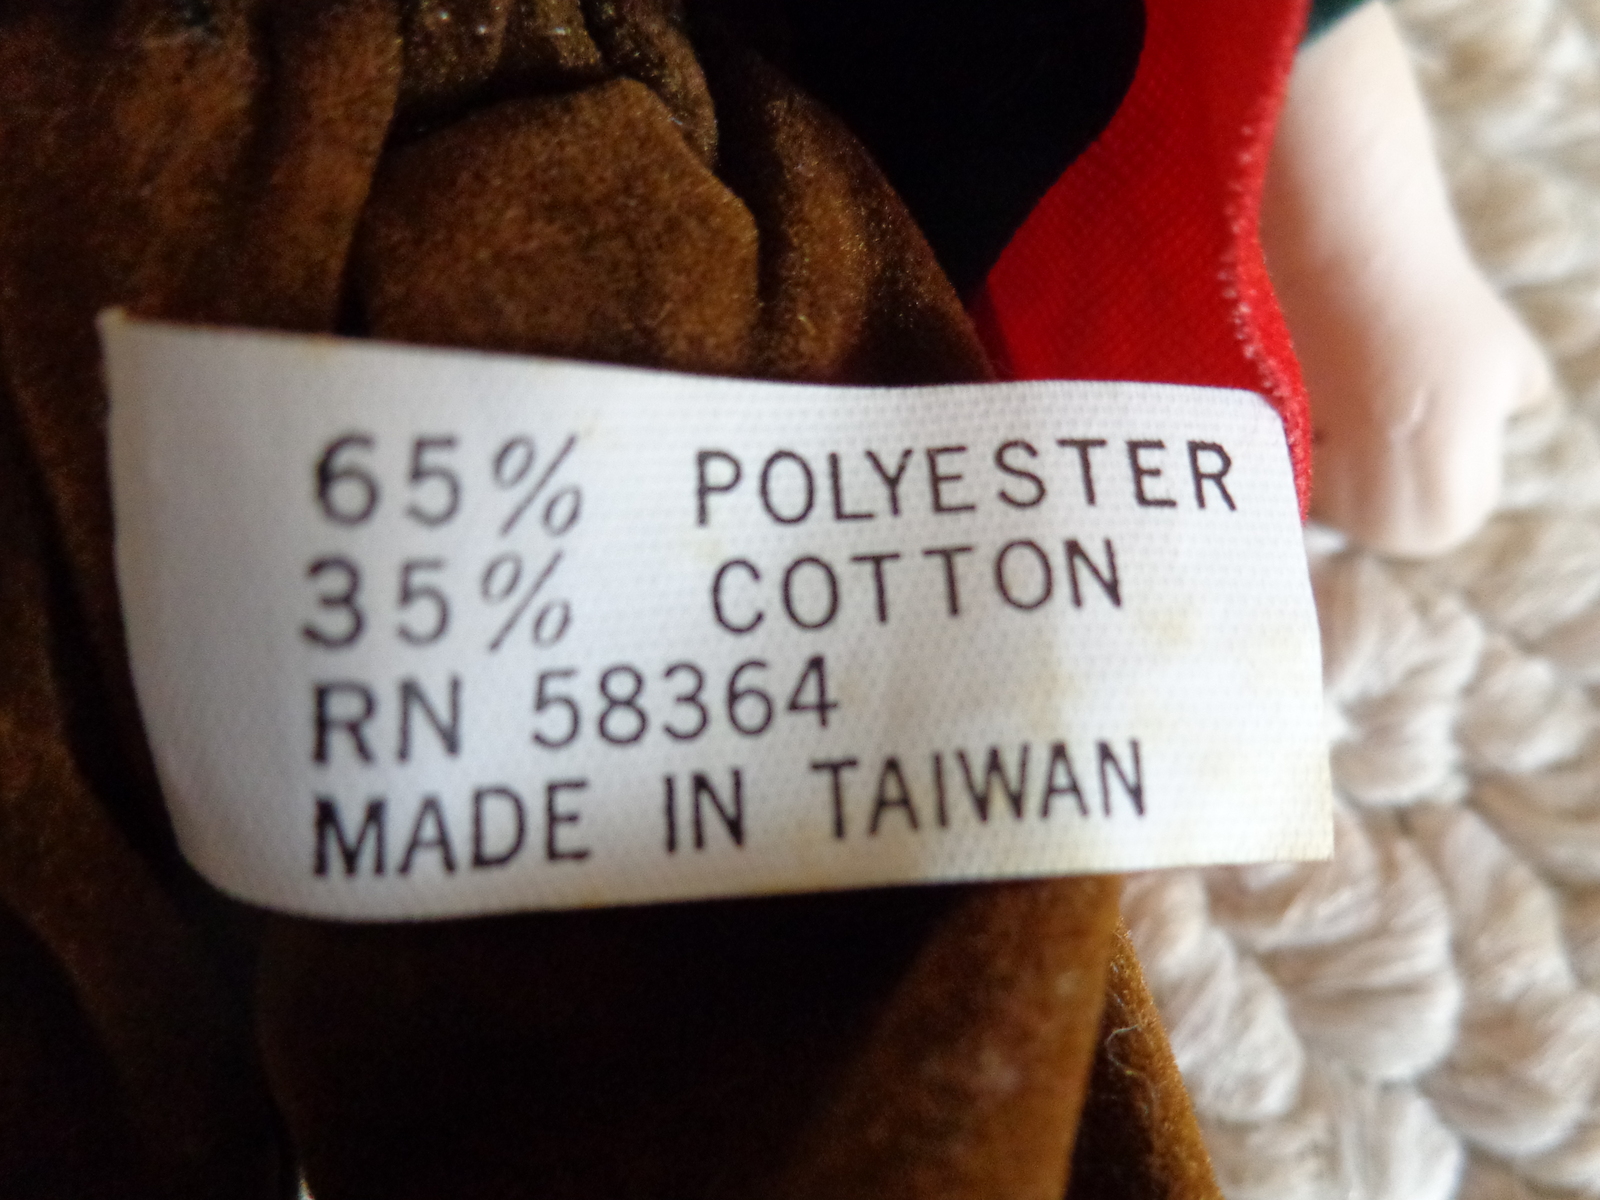 65% POLYESTER
35% COTTON
RN 58364
MADE IN TAIWAN